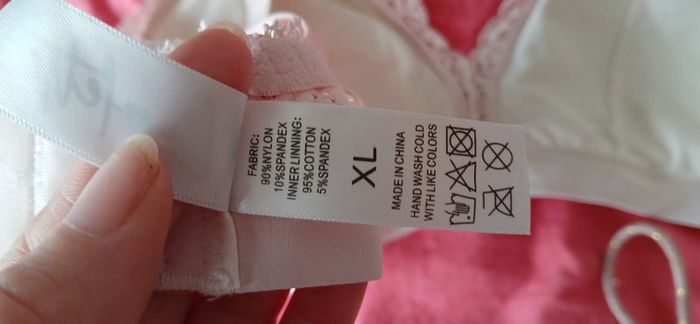 FABRIC:
90%NYLON
10%SPANDEX
INNER LINNING:
95%COTTON
5%SPANDEX
XL
MADE IN CHINA
HAND WASH COLD
WITH LIKE COLORS